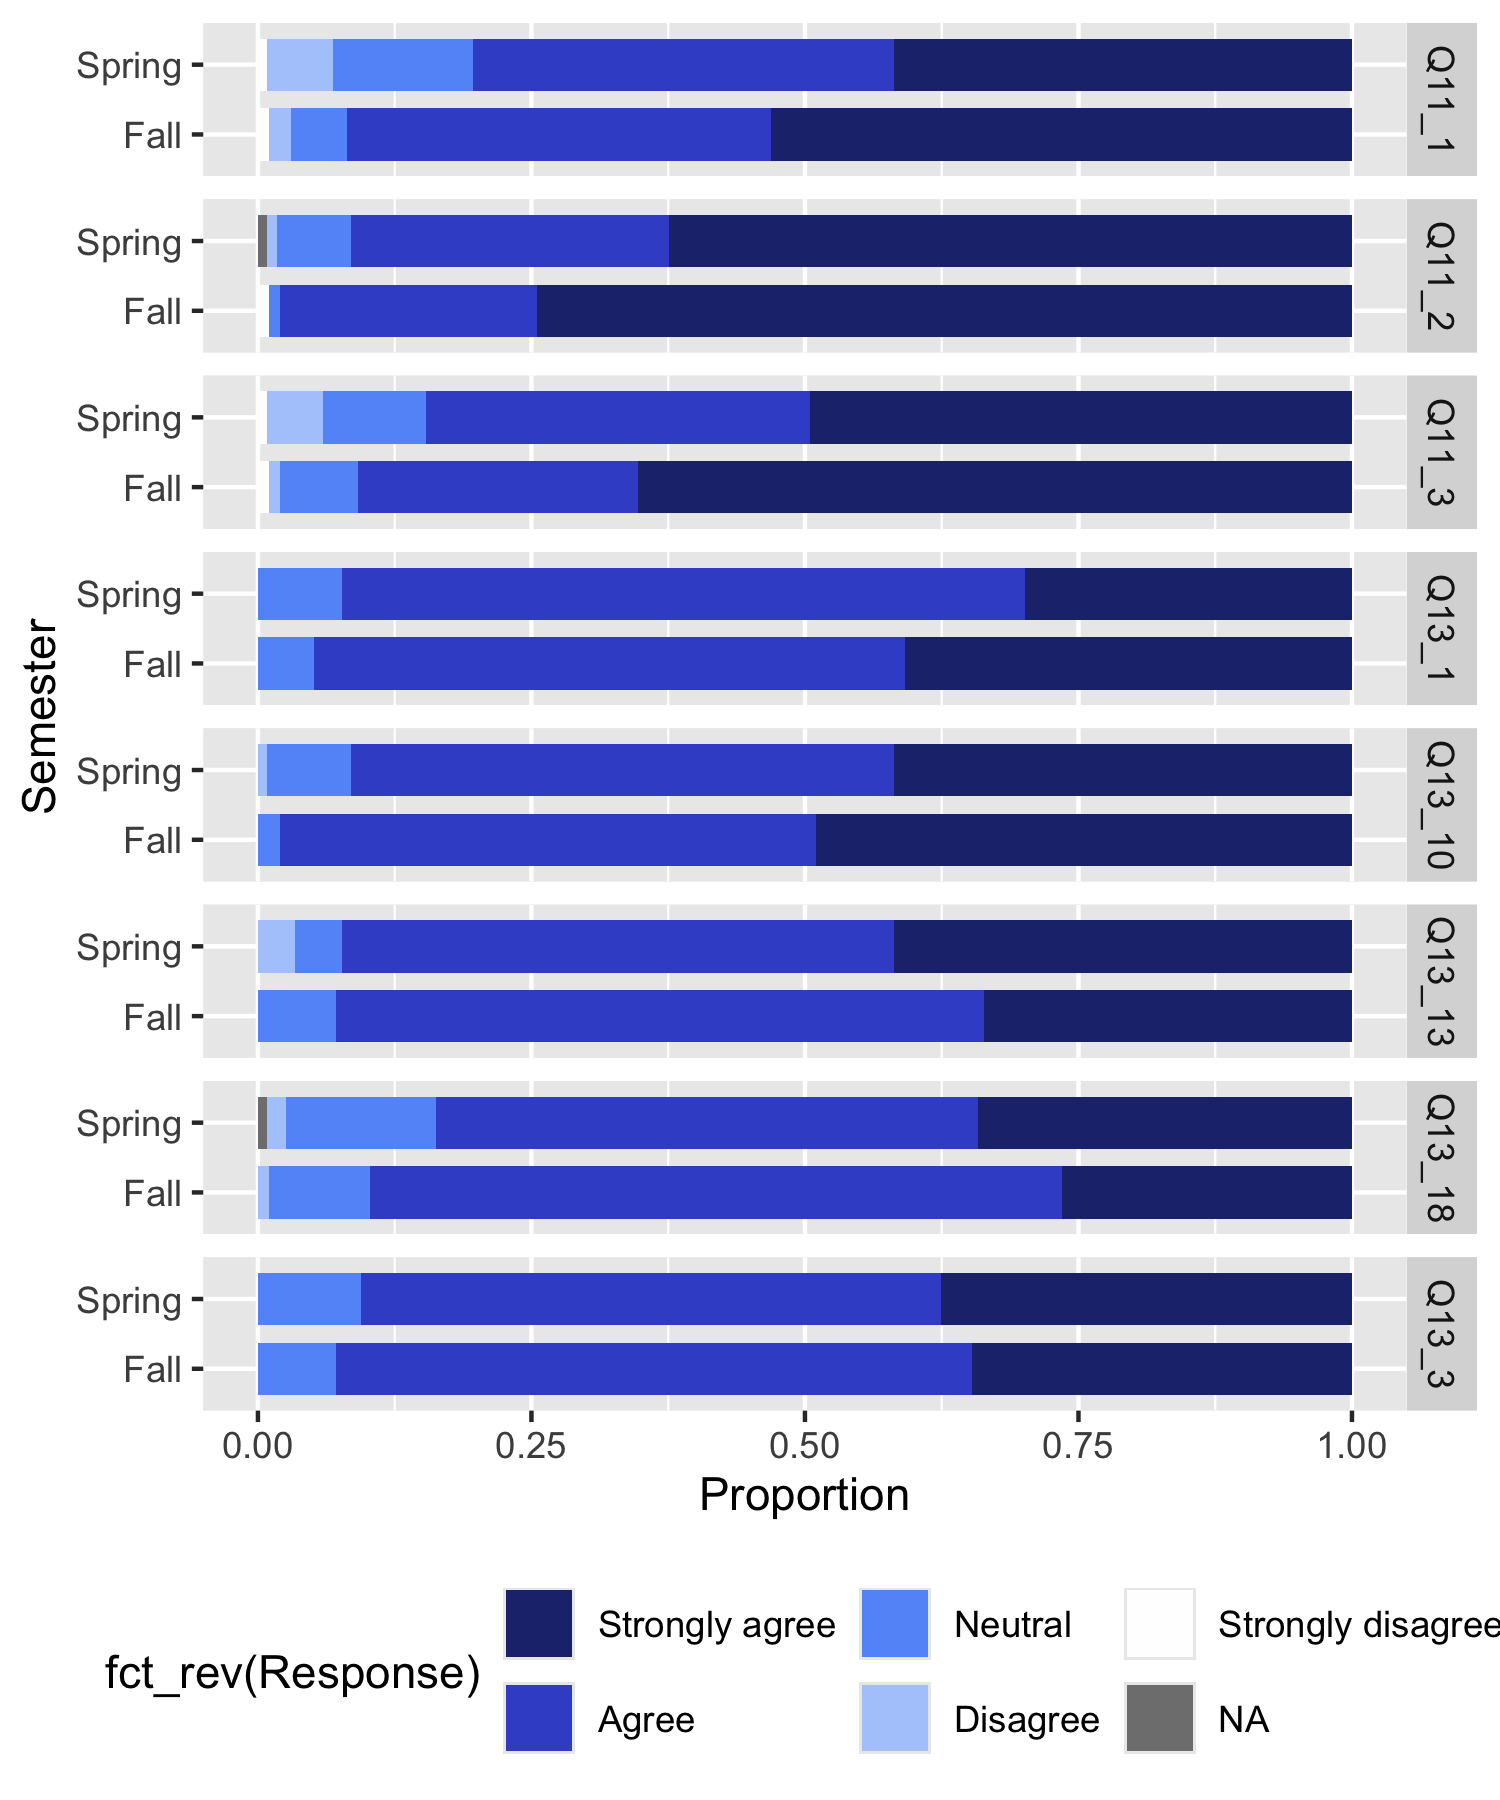 Spring
Fall
Q11_1
Spring
Fall
Q11_2
Spring
Fall
Q11_3
Spring
Fall
Q13_1
Spring
Fall
Q13_10
Spring
Fall
Q13_13
Spring
Fall
Q13_18
Spring
Fall
Q13_3
Semester
0.00 0.25 0.50 0.75 1.00
Proportion
fct_rev(Response)
Strongly agree Neutral Strongly disagree
Agree Disagree NA